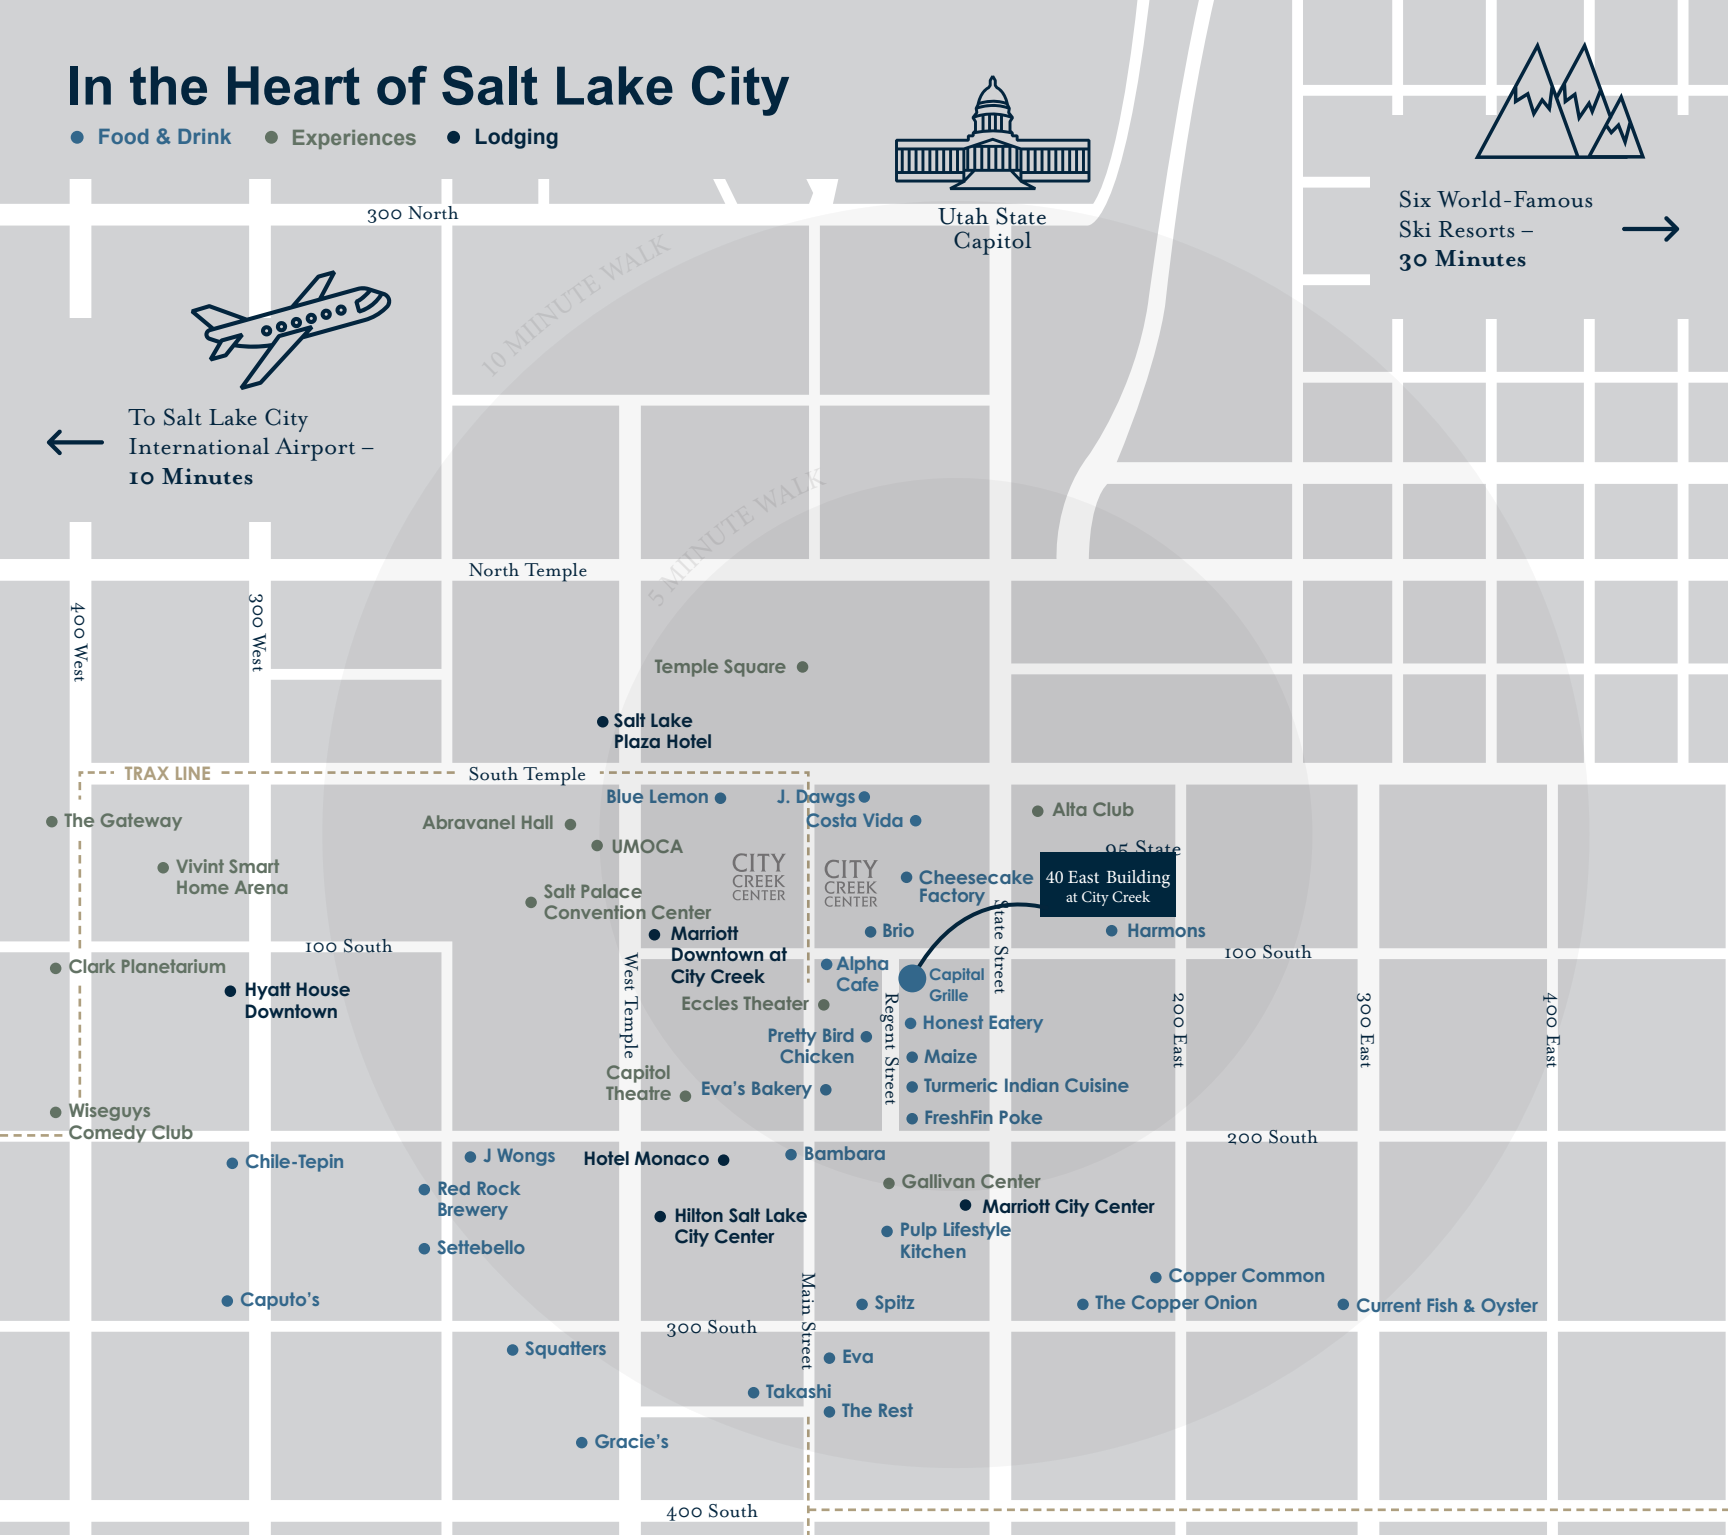 In the Heart of Salt Lake City
Food & Drink
Experiences
Lodging
Utah State
Capitol
Six World-Famous
Ski Resorts –
30 Minutes
300 North
10 MIINUTE WALK
To Salt Lake City
International Airport –
10 Minutes
5 MIINUTE WALK
North Temple
400 West
300 West
Temple Square
Salt Lake
Plaza Hotel
TRAX LINE
South Temple
Blue Lemon
J. Dawgs
Costa Vida
Alta Club
The Gateway
Abravanel Hall
UMOCA
95 State
Vivint Smart
Home Arena
CITY
CREEK
CENTER
CITY
CREEK
CENTER
Cheesecake
Factory
40 East Building
at City Creek
Salt Palace
Convention Center
State Street
Marriott
Downtown at
City Creek
Brio
Harmons
100 South
100 South
Clark Planetarium
West Temple
Alpha
Cafe
Capital
Grille
Hyatt House
Downtown
Eccles Theater
Regent Street
Honest Eatery
200 East
300 East
400 East
Pretty Bird
Chicken
Maize
Capitol
Theatre
Eva’s Bakery
Turmeric Indian Cuisine
Wiseguys
Comedy Club
FreshFin Poke
200 South
Chile-Tepin
J Wongs
Hotel Monaco
Bambara
Red Rock
Brewery
Gallivan Center
Marriott City Center
Hilton Salt Lake
City Center
Pulp Lifestyle
Kitchen
Settebello
Main Street
Copper Common
Caputo’s
Spitz
The Copper Onion
Current Fish & Oyster
300 South
Squatters
Eva
Takashi
The Rest
Gracie’s
400 South